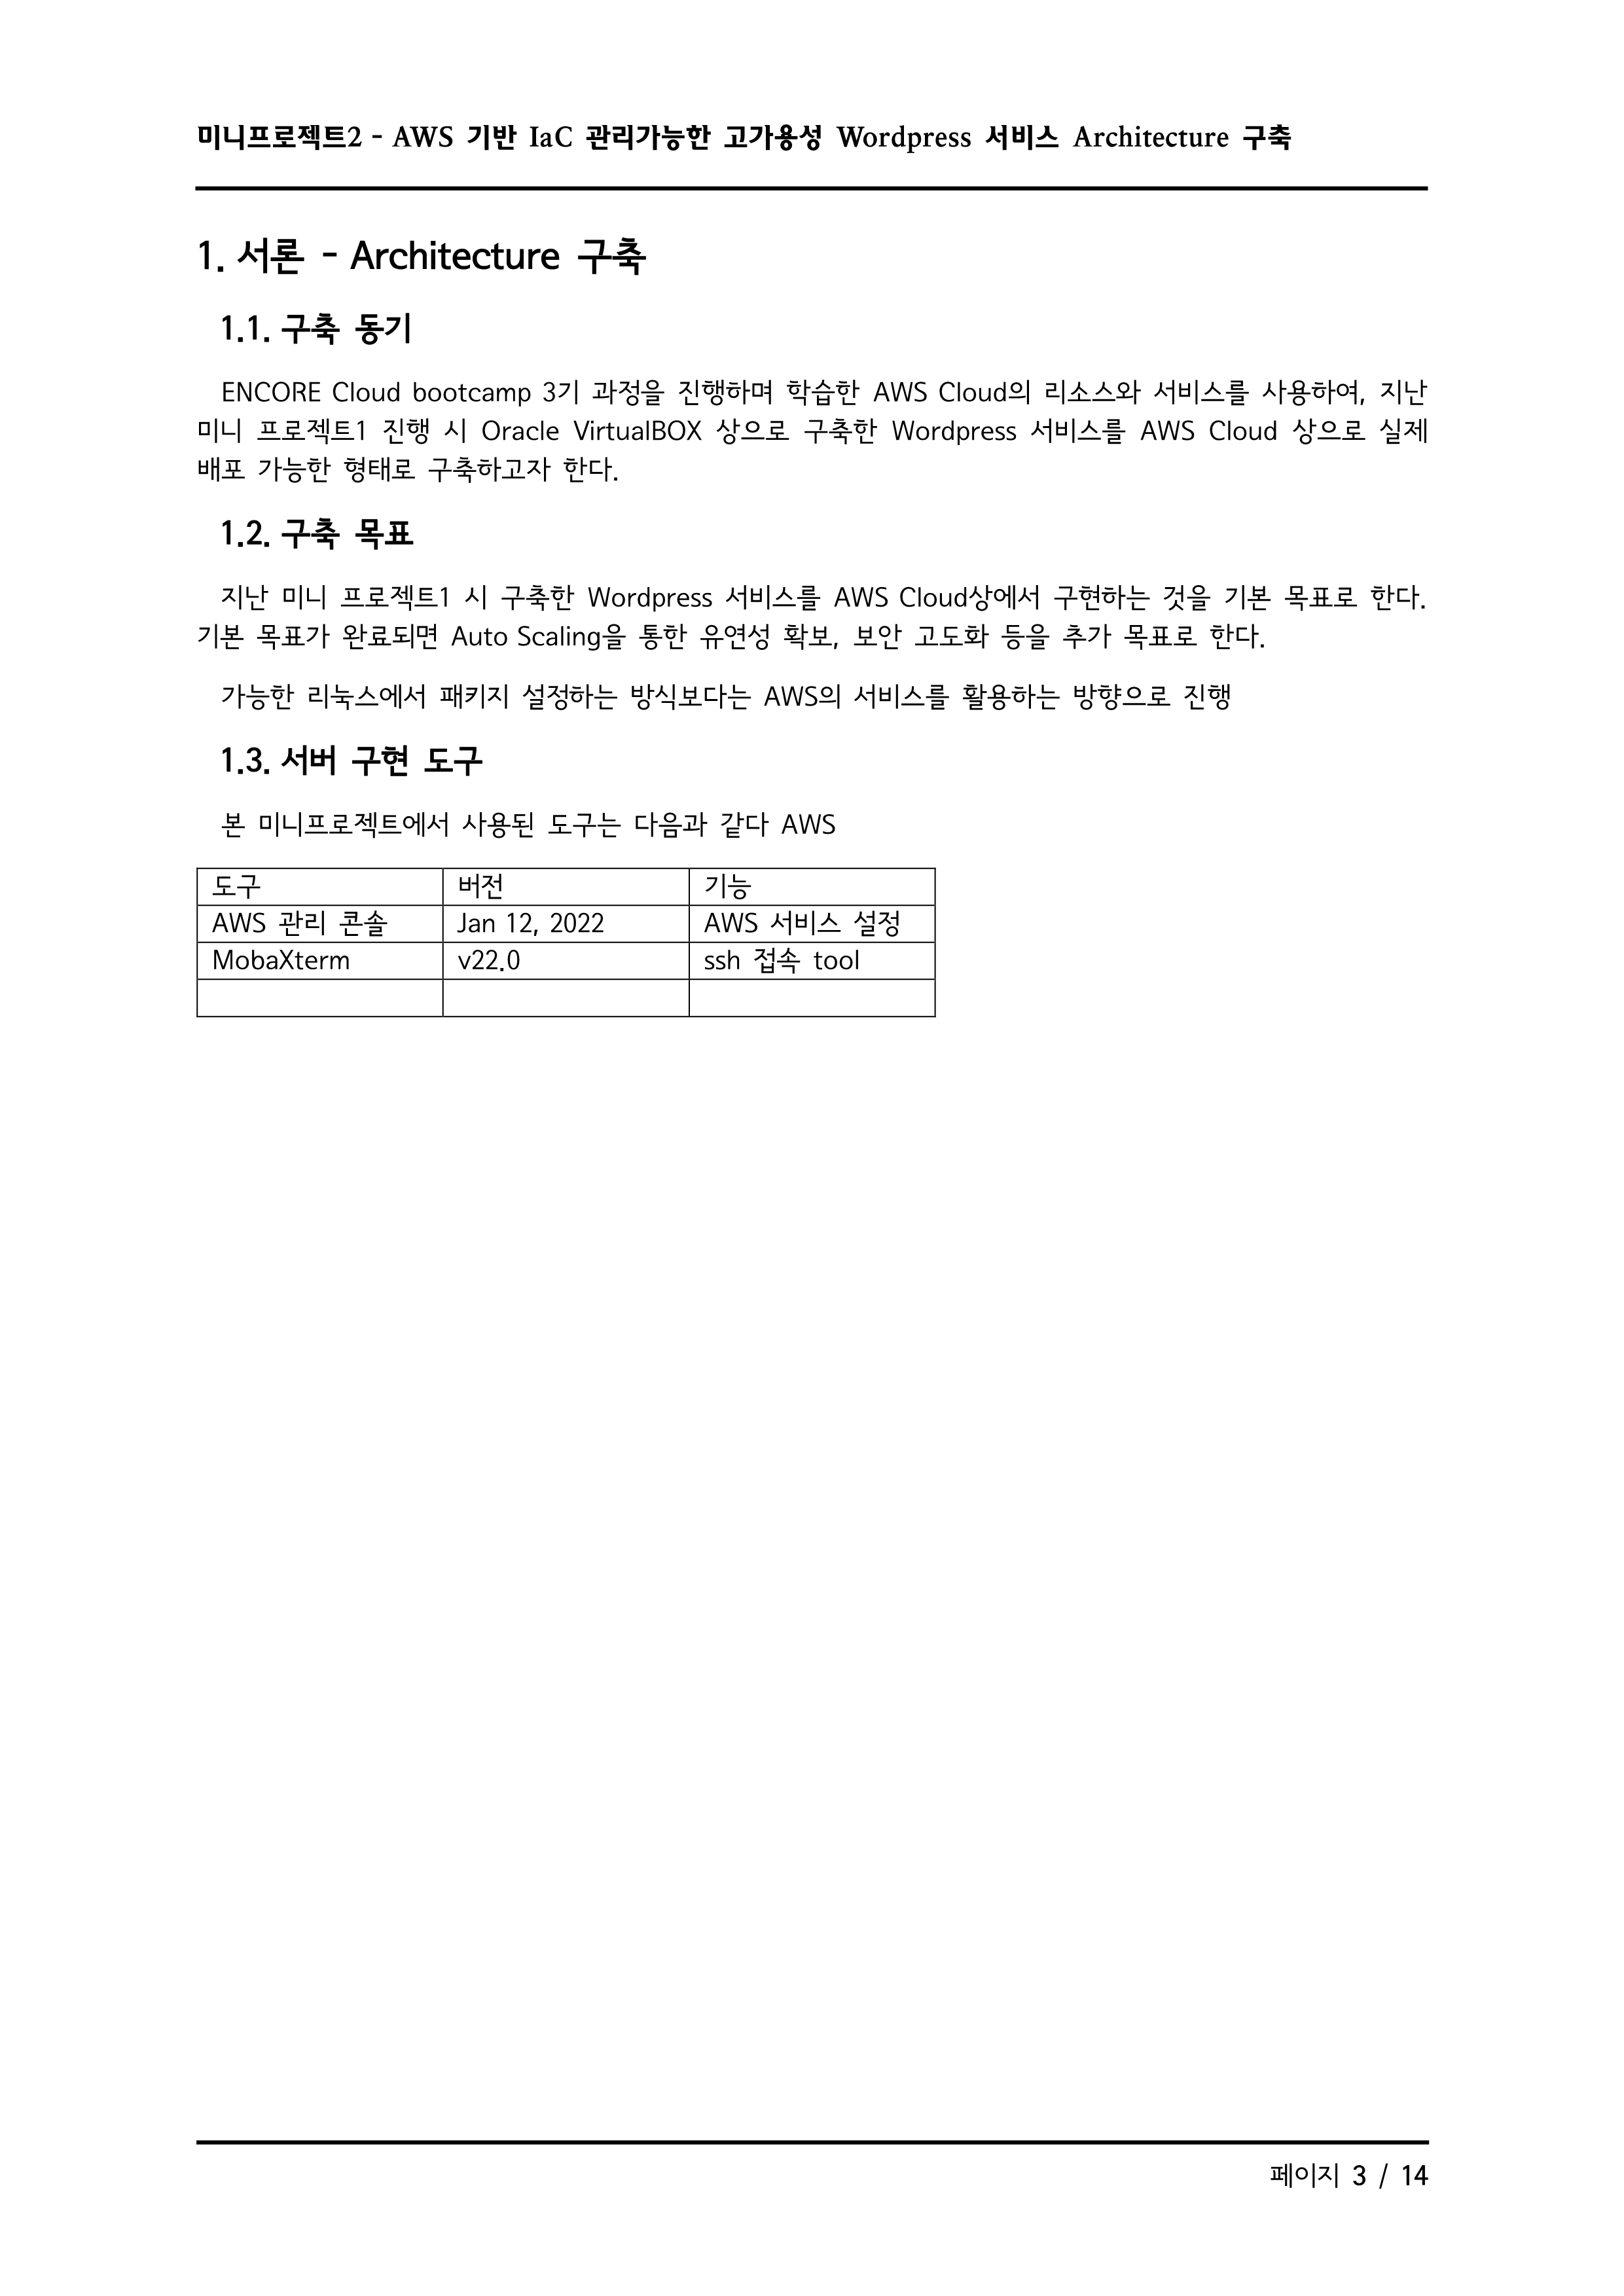 미니프로젝트2 - AWS 기반 IaC 관리가능한 고가용성 Wordpress 서비스 Architecture 구축
1. 서론 - Architecture 구축
1.1. 구축 동기
ENCORE Cloud bootcamp 3기 과정을 진행하며 학습한 AWS Cloud의 리소스와 서비스를 사용하여, 지난
미니 프로젝트1 진행 시 Oracle VirtualBOX 상으로 구축한 Wordpress 서비스를 AWS Cloud 상으로 실제
배포 가능한 형태로 구축하고자 한다.
1.2. 구축 목표
지난 미니 프로젝트1 시 구축한 Wordpress 서비스를 AWS Cloud상에서 구현하는 것을 기본 목표로 한다.
기본 목표가 완료되면 Auto Scaling을 통한 유연성 확보, 보안 고도화 등을 추가 목표로 한다.
가능한 리눅스에서 패키지 설정하는 방식보다는 AWS의 서비스를 활용하는 방향으로 진행
1.3. 서버 구현 도구
본 미니프로젝트에서 사용된 도구는 다음과 같다 AWS
도구 버전 기능
AWS 관리 콘솔 Jan 12, 2022 AWS 서비스 설정
MobaXterm v22.0 ssh 접속 tool
페이지 3 / 14